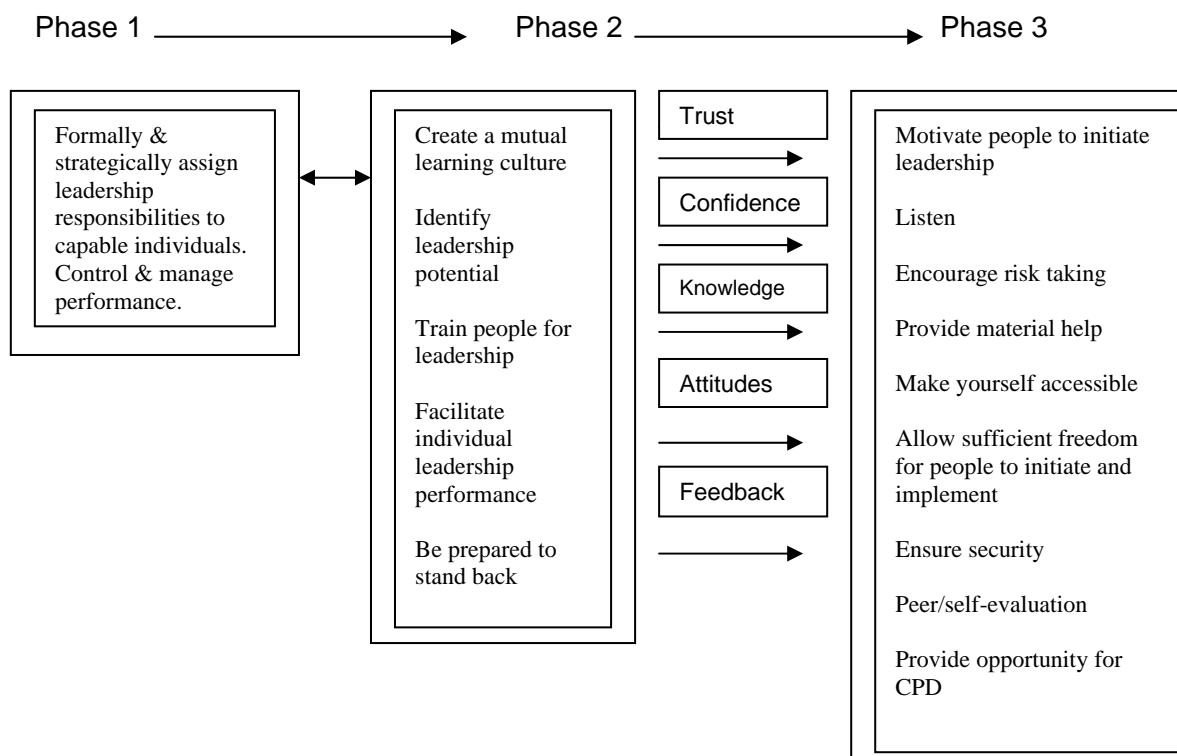 Phase 1
Phase 2
Phase 3
Formally &
strategically assign
leadership
responsibilities to
capable individuals.
Control & manage
performance.
Create a mutual
learning culture
Identify
leadership
potential
Train people for
leadership
Facilitate
individual
leadership
performance
Be prepared to
stand back
Trust
Confidence
Knowledge
Attitudes
Feedback
Motivate people to initiate
leadership
Listen
Encourage risk taking
Provide material help
Make yourself accessible
Allow sufficient freedom
for people to initiate and
implement
Ensure security
Peer/self-evaluation
Provide opportunity for
CPD